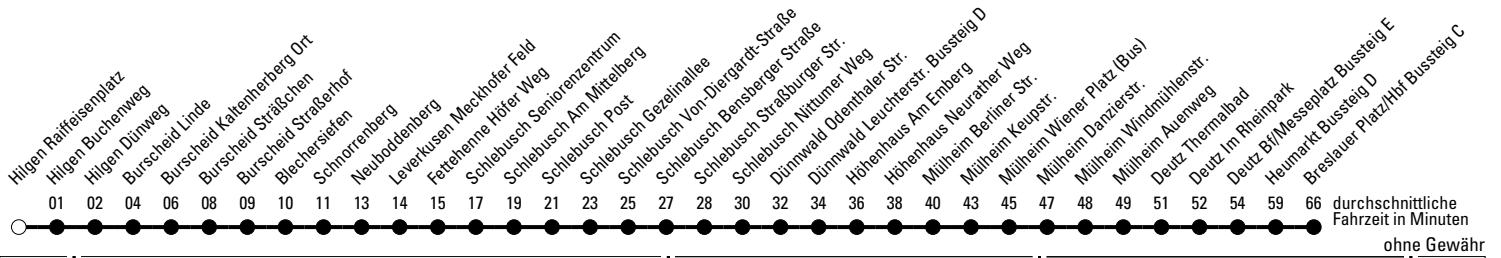 Hilgen Raiffeisenplatz
Hilgen Buchenweg
Hilgen Dünweg
Burscheid Linde
Burscheid Kaltenherberg Ort
Burscheid Sträßchen
Burscheid Straßerhof
Blechersiefen
Schnorrenberg
Neuboddenberg
Leverkusen Meckhofer Feld
Fettehenne Höfer Weg
Schlebusch Seniorenzentrum
Schlebusch Am Mittelberg
Schlebusch Post
Schlebusch Gezelinallee
Schlebusch Von-Diergardt-Straße
Schlebusch Bensberger Straße
Schlebusch Straßburger Str.
Schlebusch Nittumer Weg
Dünnwald Odenthaler Str.
Dünnwald Leuchterstr. Bussteig D
Höhenhaus Am Emberg
Höhenhaus Neurather Weg
Mülheim Berliner Str.
Mülheim Keupstr.
Mülheim Wiener Platz (Bus)
Mülheim Danzierstr.
Mülheim Windmühlenstr.
Mülheim Auenweg
Deutz Thermalbad
Deutz Im Rheinpark
Deutz Bf/Messeplatz Bussteig E
Heumarkt Bussteig D
Breslauer Platz/Hbf Bussteig C
01 02 04 06 08 09 10 11 13 14 15 17 19 21 23 25 27 28 30 32 34 36 38 40 43 45 47 48 49 51 52 54 59 66 durchschnittliche
Fahrzeit in Minuten
ohne Gewähr